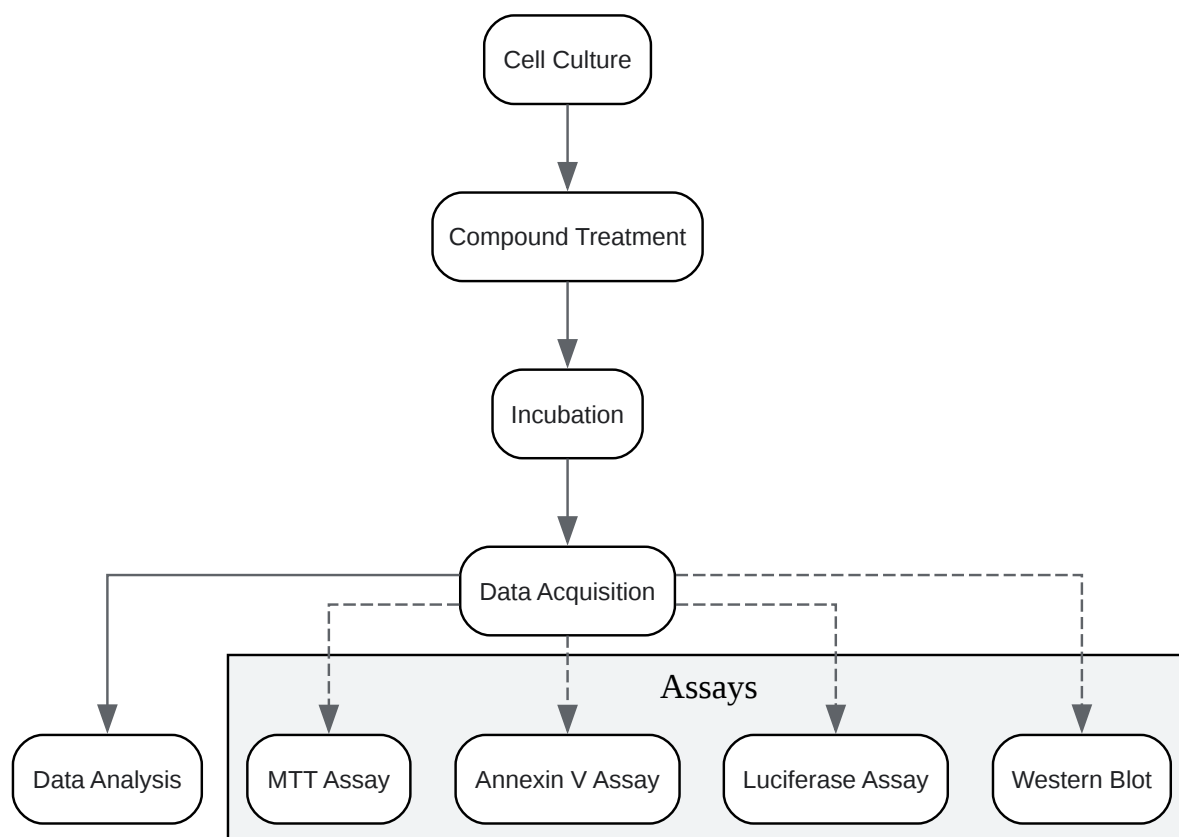 Cell Culture
Compound Treatment
Incubation
Data Acquisition
Assays
Data Analysis
MTT Assay
Annexin V Assay
Luciferase Assay
Western Blot